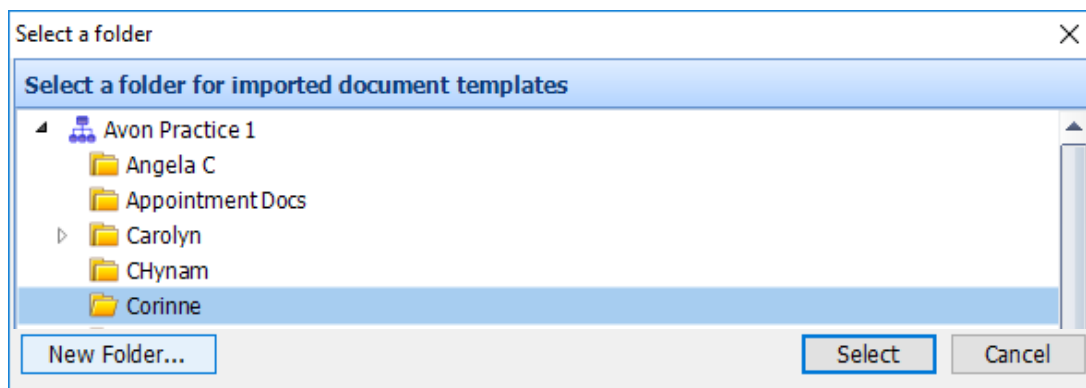 Select a folder
Select a folder for imported document templates
Avon Practice 1
Angela C
Appointment Docs
Carolyn
CHynam
Corinne
New Folder... Select Cancel